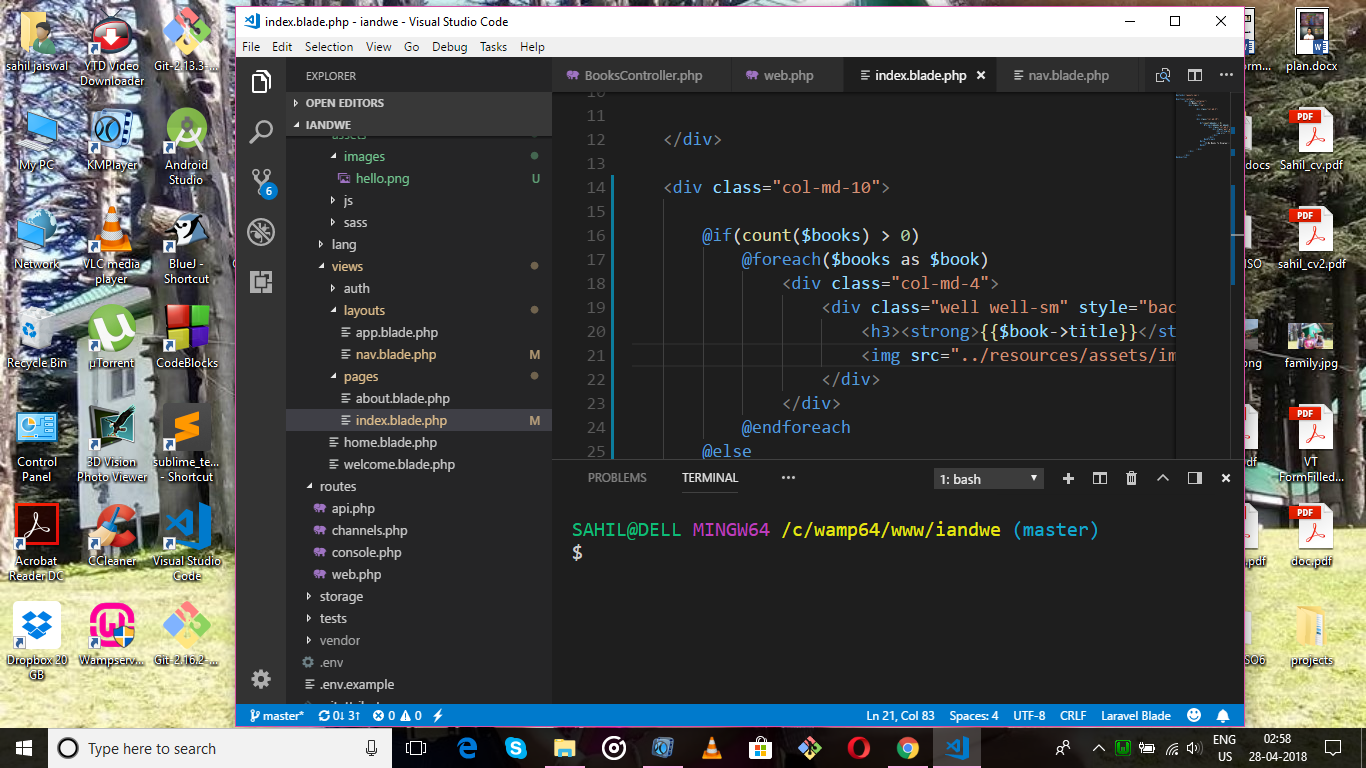 sahil jaiswal
YTD Video Downloader
Git-2.13.3-...
My PC
KMPlayer
Android Studio
Network
VLC media player
BlueJ - Shortcut
Recycle Bin
µTorrent
CodeBlocks
Control Panel
3D Vision Photo Viewer
sublime_te... - Shortcut
Acrobat Reader DC
CCleaner
Visual Studio Code
Dropbox 20 GB
Wampserv...
Git-2.16.2-...
index.blade.php - iandwe - Visual Studio Code
File Edit Selection View Go Debug Tasks Help
EXPLORER
OPEN EDITORS
IANDWE
assets
images
hello.png U
js
sass
lang
views
auth
layouts
app.blade.php
nav.blade.php M
pages
about.blade.php
index.blade.php M
home.blade.php
welcome.blade.php
routes
api.php
channels.php
console.php
web.php
storage
tests
vendor
.env
.env.example
6
BooksController.php web.php index.blade.php nav.blade.php
10
11
12 </div>
13
14 <div class="col-md-10">
15
16 @if(count($books) > 0)
17 @foreach($books as $book)
18 <div class="col-md-4">
19 <div class="well well-sm" style="bac
20 <h3><strong>{{$book->title}}</st
21 <img src="../resources/assets/im
22 </div>
23 </div>
24 @endforeach
25 @else
PROBLEMS TERMINAL ... 1: bash
SAHIL@DELL MINGW64 /c/wamp64/www/iandwe (master)
$
master* 0↓ 3↑ 0 0 Ln 21, Col 83 Spaces: 4 UTF-8 CRLF Laravel Blade
plan.docx
PDF
Sahil_cv.pdf
PDF
sahil_cv2.pdf
family.jpg
PDF
VT FormFilled...
PDF
doc.pdf
projects
Type here to search
ENG
US
02:58
28-04-2018